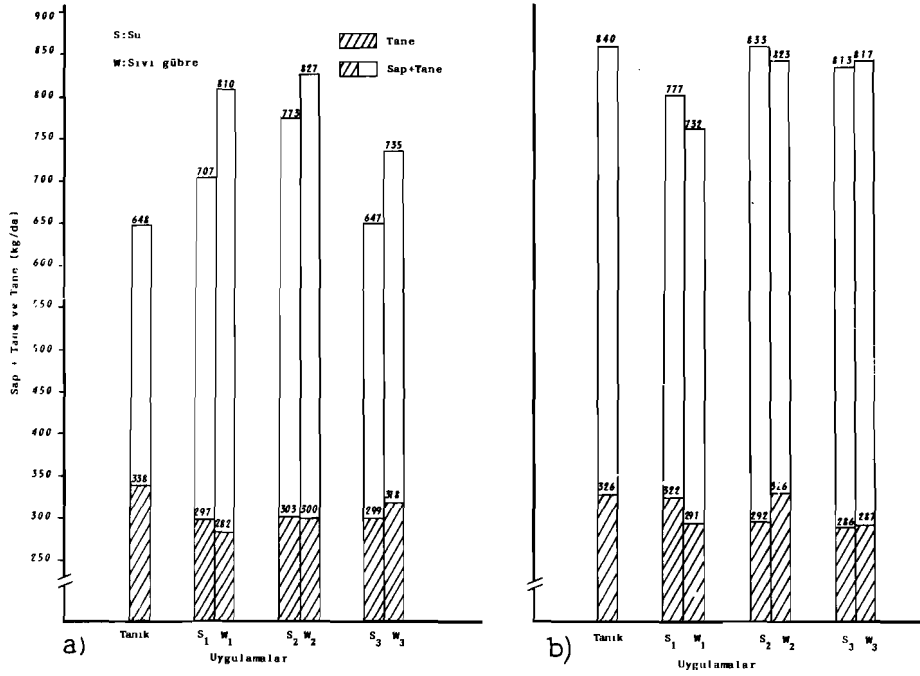 S:Su
W:Sıvı gübre
Tane
Sap+Tane
Sap + Tane ve Tane (kg/da)
900
850
800
750
700
650
600
550
500
450
400
350
300
250
648
707
810
773
827
647
735
338
297
282
303
300
299
318
Tanık
S1 W1
S2 W2
S3 W3
Uygulamalar
a)
840
777
732
833
823
813
817
326
322
291
292
326
286
287
Tanık
S1 W1
S2 W2
S3 W3
Uygulamalar
b)